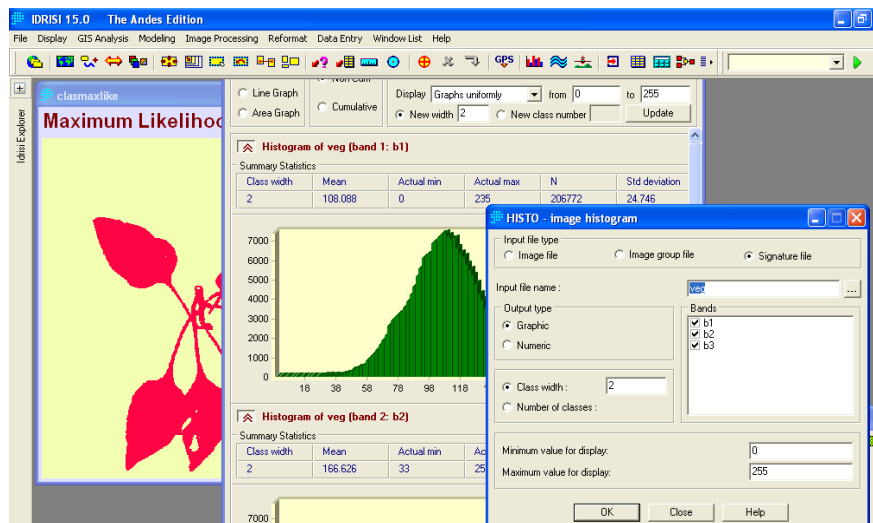 IDRISI 15.0 The Andes Edition
File Display GIS Analysis Modeling Image Processing Reformat Data Entry Window List Help
GPS
Idrisi Explorer
clasmaxlike
Maximum Likelihoo
Line Graph
Area Graph
Cumulative
Display Graphs uniformly from 0 to 255
New width 2 New class number Update
Histogram of veg (band 1: b1)
Summary Statistics
Class width Mean Actual min Actual max N Std deviation
2 108.088 0 235 206772 24.746
7000
6000
5000
4000
3000
2000
1000
0
18 38 58 78 98 118
Histogram of veg (band 2: b2)
Summary Statistics
Class width Mean Actual min Ac
2 166.626 33 25
7000
HISTO - image histogram
Input file type
Image file Image group file Signature file
Input file name : veg ...
Output type
Graphic
Numeric
Bands
b1
b2
b3
Class width : 2
Number of classes :
Minimum value for display: 0
Maximum value for display: 255
OK Close Help